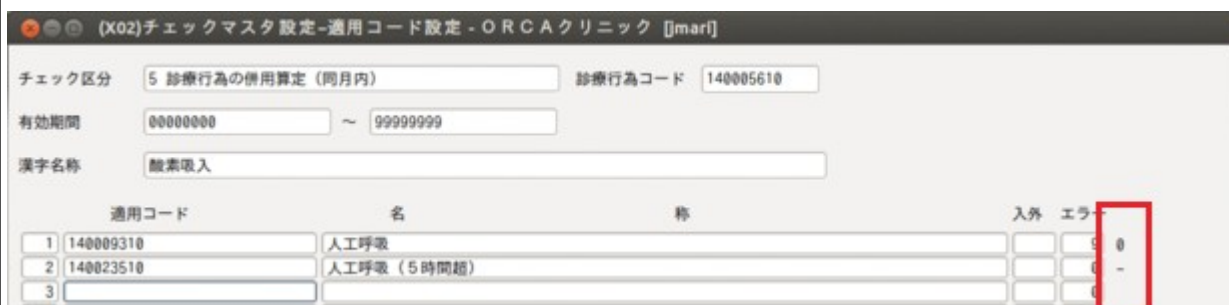 (X02)チェックマスタ設定–適用コード設定 - ORCAクリニック [jmari]
チェック区分 5 診療行為の併用算定（同月内） 診療行為コード 140005610
有効期間 00000000 ～ 99999999
漢字名称 酸素吸入
適用コード 名 称 入外 エラー
1 140009310 人工呼吸 9 0
2 140023510 人工呼吸（５時間超） 0 -
3 0